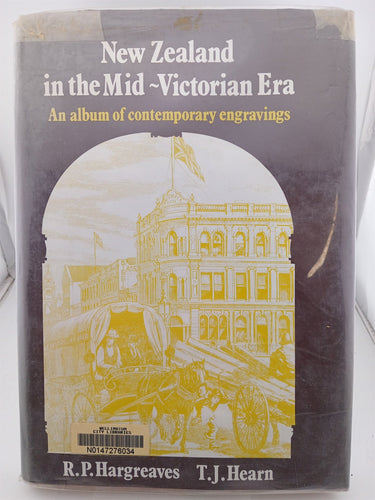 New Zealand
in the Mid~Victorian Era
An album of contemporary engravings
WELLINGTON
CITY LIBRARIES
N0147276034
R.P. Hargreaves T.J. Hearn